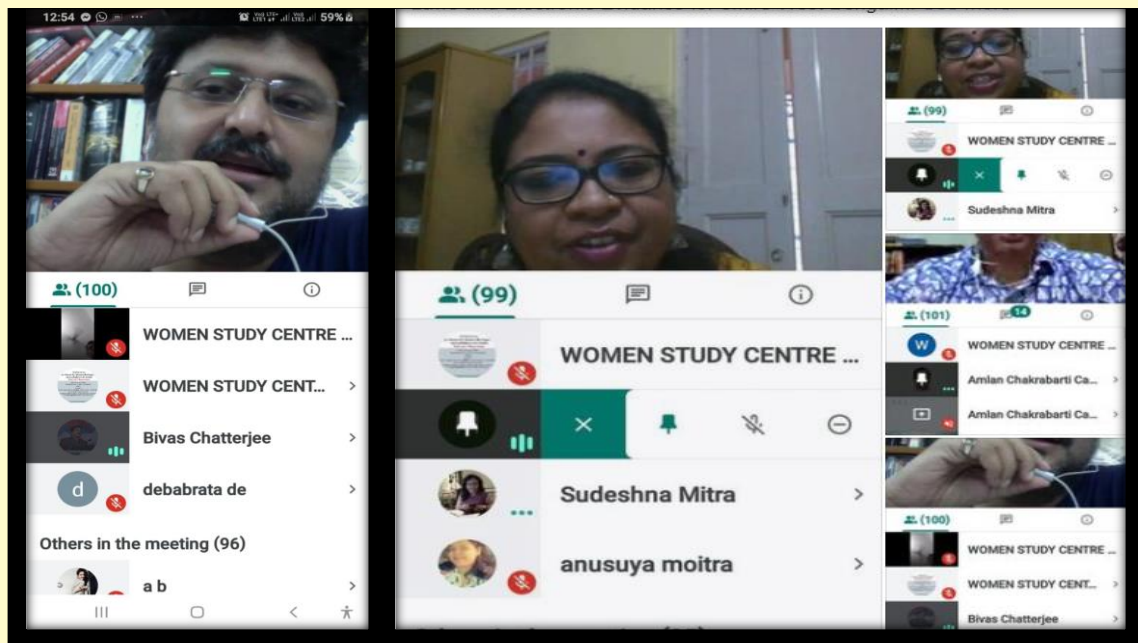 12:54
59%
(100)
WOMEN STUDY CENTRE ...
WOMEN STUDY CENT...
Bivas Chatterjee
d
debabrata de
Others in the meeting (96)
a b
(99)
WOMEN STUDY CENTRE ...
Sudeshna Mitra
anusuya moitra
(99)
WOMEN STUDY CENTRE ...
Sudeshna Mitra
(101)
14
W
WOMEN STUDY CENTRE ...
Amlan Chakrabarti Ca...
Amlan Chakrabarti Ca...
(100)
WOMEN STUDY CENTRE ...
WOMEN STUDY CENT...
Bivas Chatterjee